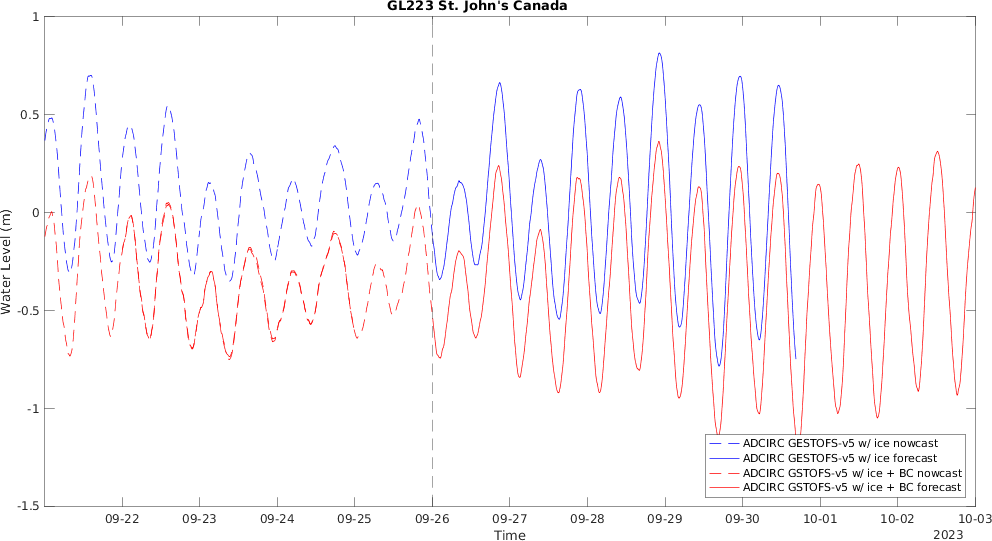 GL223 St. John's Canada
Water Level (m)
1
0.5
0
-0.5
-1
-1.5
ADCIRC GESTOFS-v5 w/ ice nowcast
ADCIRC GESTOFS-v5 w/ ice forecast
ADCIRC GSTOFS-v5 w/ ice + BC nowcast
ADCIRC GSTOFS-v5 w/ ice + BC forecast
09-22 09-23 09-24 09-25 09-26 09-27 09-28 09-29 09-30 10-01 10-02 10-03
Time
2023